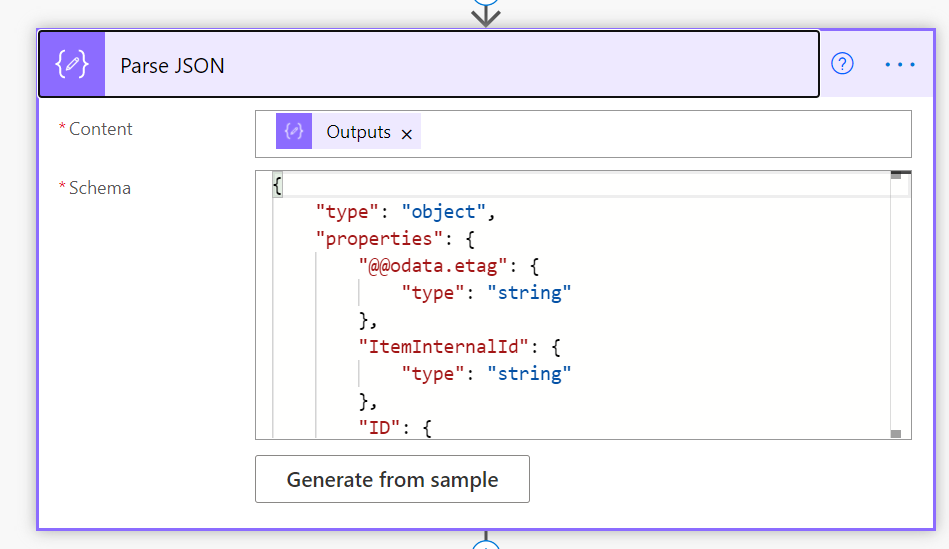 Parse JSON
?
...
*Content
Outputs ×
*Schema
{
"type": "object",
"properties": {
"@@odata.etag": {
"type": "string"
},
"ItemInternalId": {
"type": "string"
},
"ID": {
Generate from sample